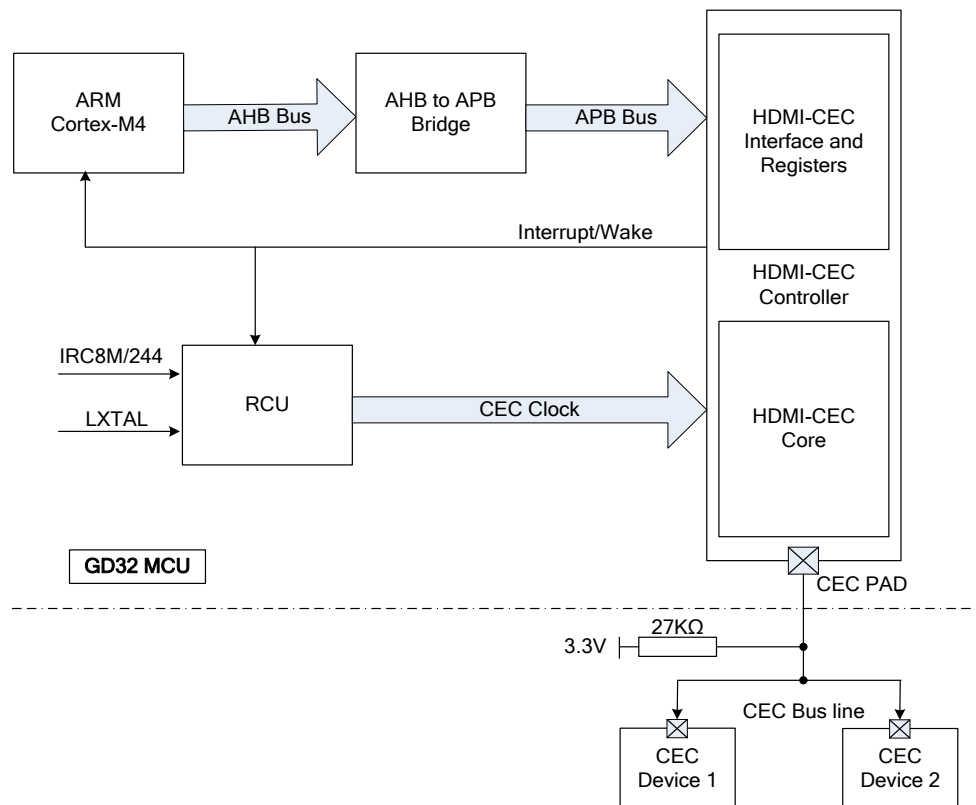 ARM
Cortex-M4
AHB Bus
AHB to APB
Bridge
APB Bus
HDMI-CEC
Interface and
Registers
Interrupt/Wake
HDMI-CEC
Controller
IRC8M/244
LXTAL
RCU
CEC Clock
HDMI-CEC
Core
GD32 MCU
CEC PAD
3.3V
27KΩ
CEC Bus line
CEC
Device 1
CEC
Device 2